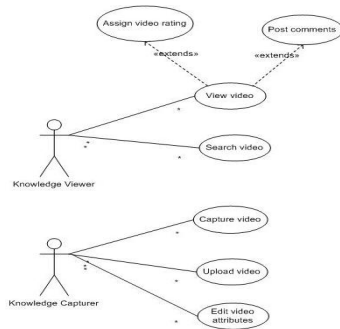 Assign video rating
Post comments
«extends»
«extends»
View video
*
*
*
Search video
*
Knowledge Viewer
Capture video
*
*
*
*
Upload video
*
Knowledge Capturer
Edit video
attributes
*